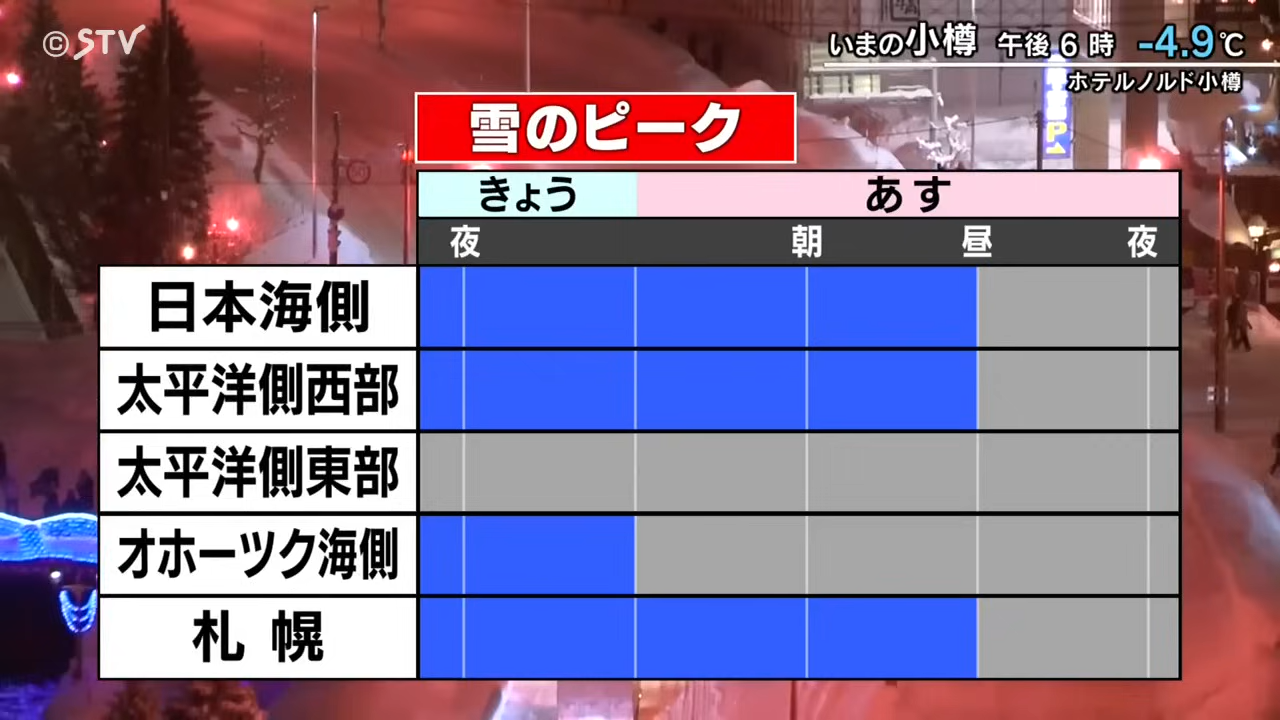 © STV
いまの小樽 午後6時 -4.9℃
ホテルノルド小樽
P
雪のピーク
きょう あす
夜 朝 昼 夜
日本海側
太平洋側西部
太平洋側東部
オホーツク海側
札幌